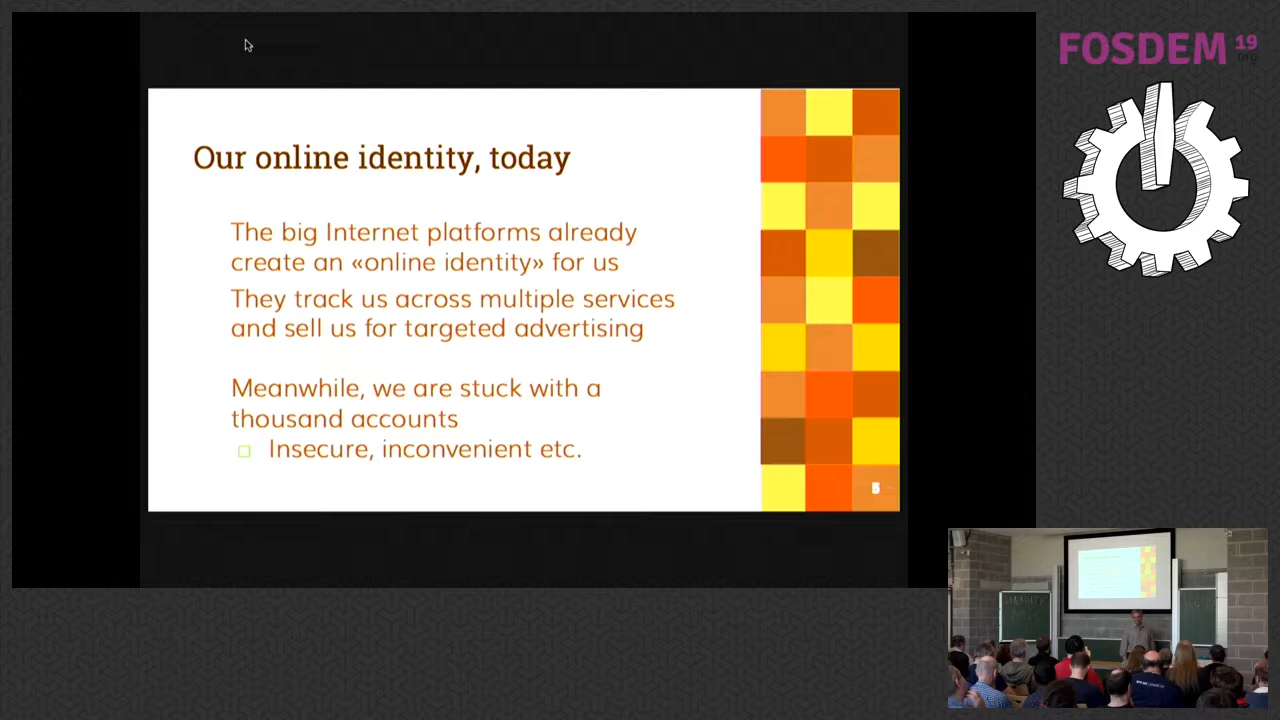 FOSDEM 19
.org
Our online identity, today
The big Internet platforms already
create an «online identity» for us
They track us across multiple services
and sell us for targeted advertising
Meanwhile, we are stuck with a
thousand accounts
Insecure, inconvenient etc.
5